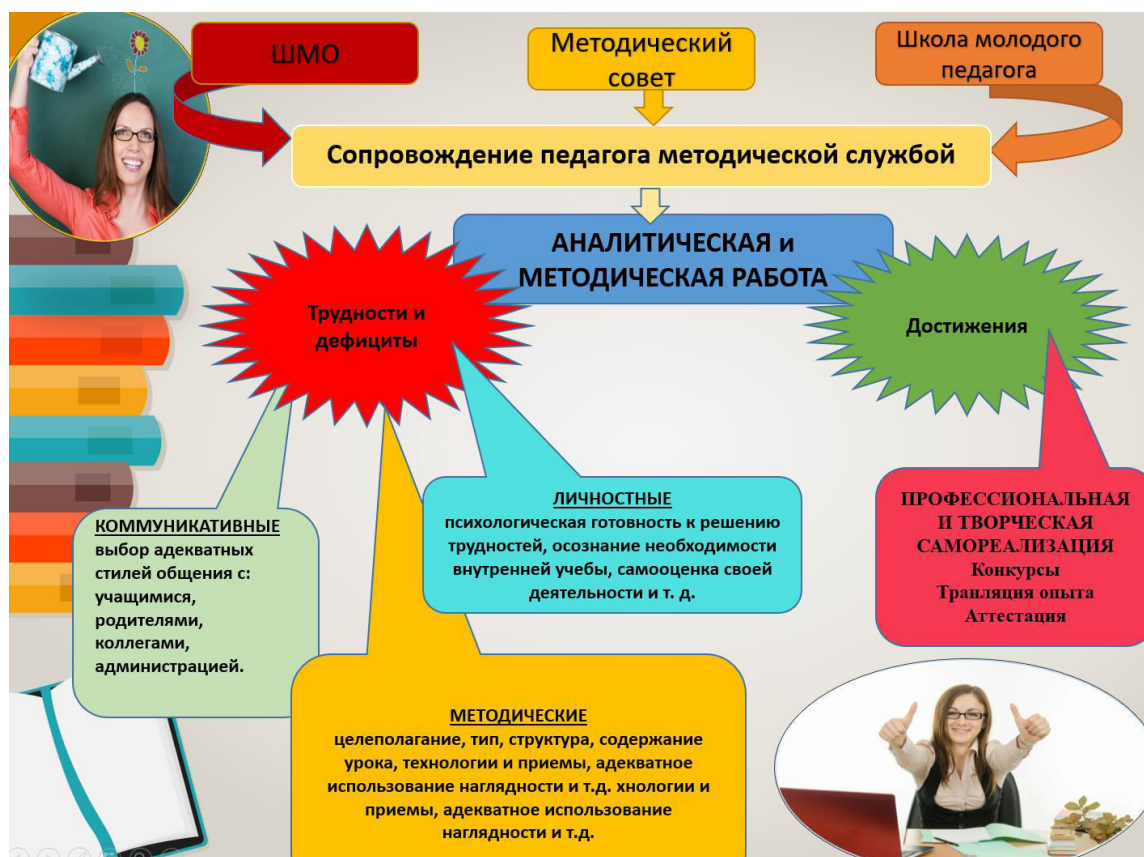 ШМО
Методический
совет
Школа молодого
педагога
Сопровождение педагога методической службой
АНАЛИТИЧЕСКАЯ и
МЕТОДИЧЕСКАЯ РАБОТА
Трудности и
дефициты
Достижения
КОММУНИКАТИВНЫЕ
выбор адекватных
стилей общения с:
учащимися,
родителями,
коллегами,
администрацией.
ЛИЧНОСТНЫЕ
психологическая готовность к решению
трудностей, осознание необходимости
внутренней учебы, самооценка своей
деятельности и т. д.
ПРОФЕССИОНАЛЬНАЯ
И ТВОРЧЕСКАЯ
САМОРЕАЛИЗАЦИЯ
Конкурсы
Транляция опыта
Аттестация
МЕТОДИЧЕСКИЕ
целеполагание, тип, структура, содержание
урока, технологии и приемы, адекватное
использование наглядности и т.д. хнологии и
приемы, адекватное использование
наглядности и т.д.